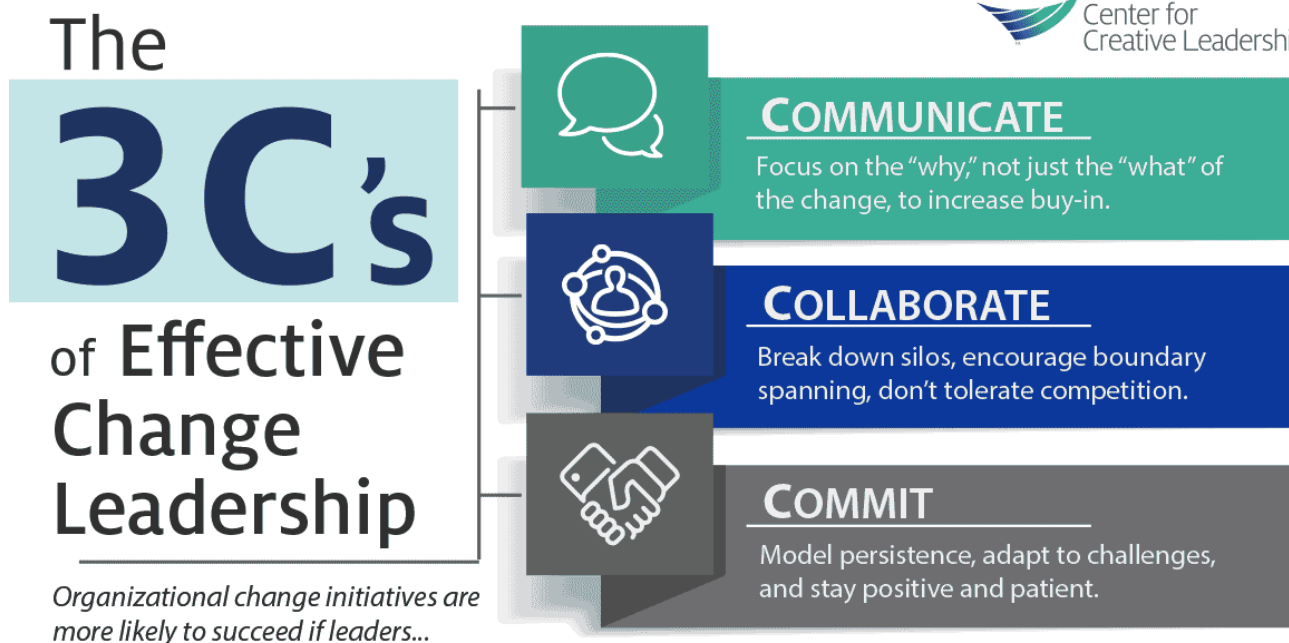 The
3C's
of Effective
Change
Leadership
Organizational change initiatives are
more likely to succeed if leaders...
Center for
Creative Leadershi
COMMUNICATE
Focus on the “why,” not just the “what” of
the change, to increase buy-in.
COLLABORATE
Break down silos, encourage boundary
spanning, don’t tolerate competition.
COMMIT
Model persistence, adapt to challenges,
and stay positive and patient.